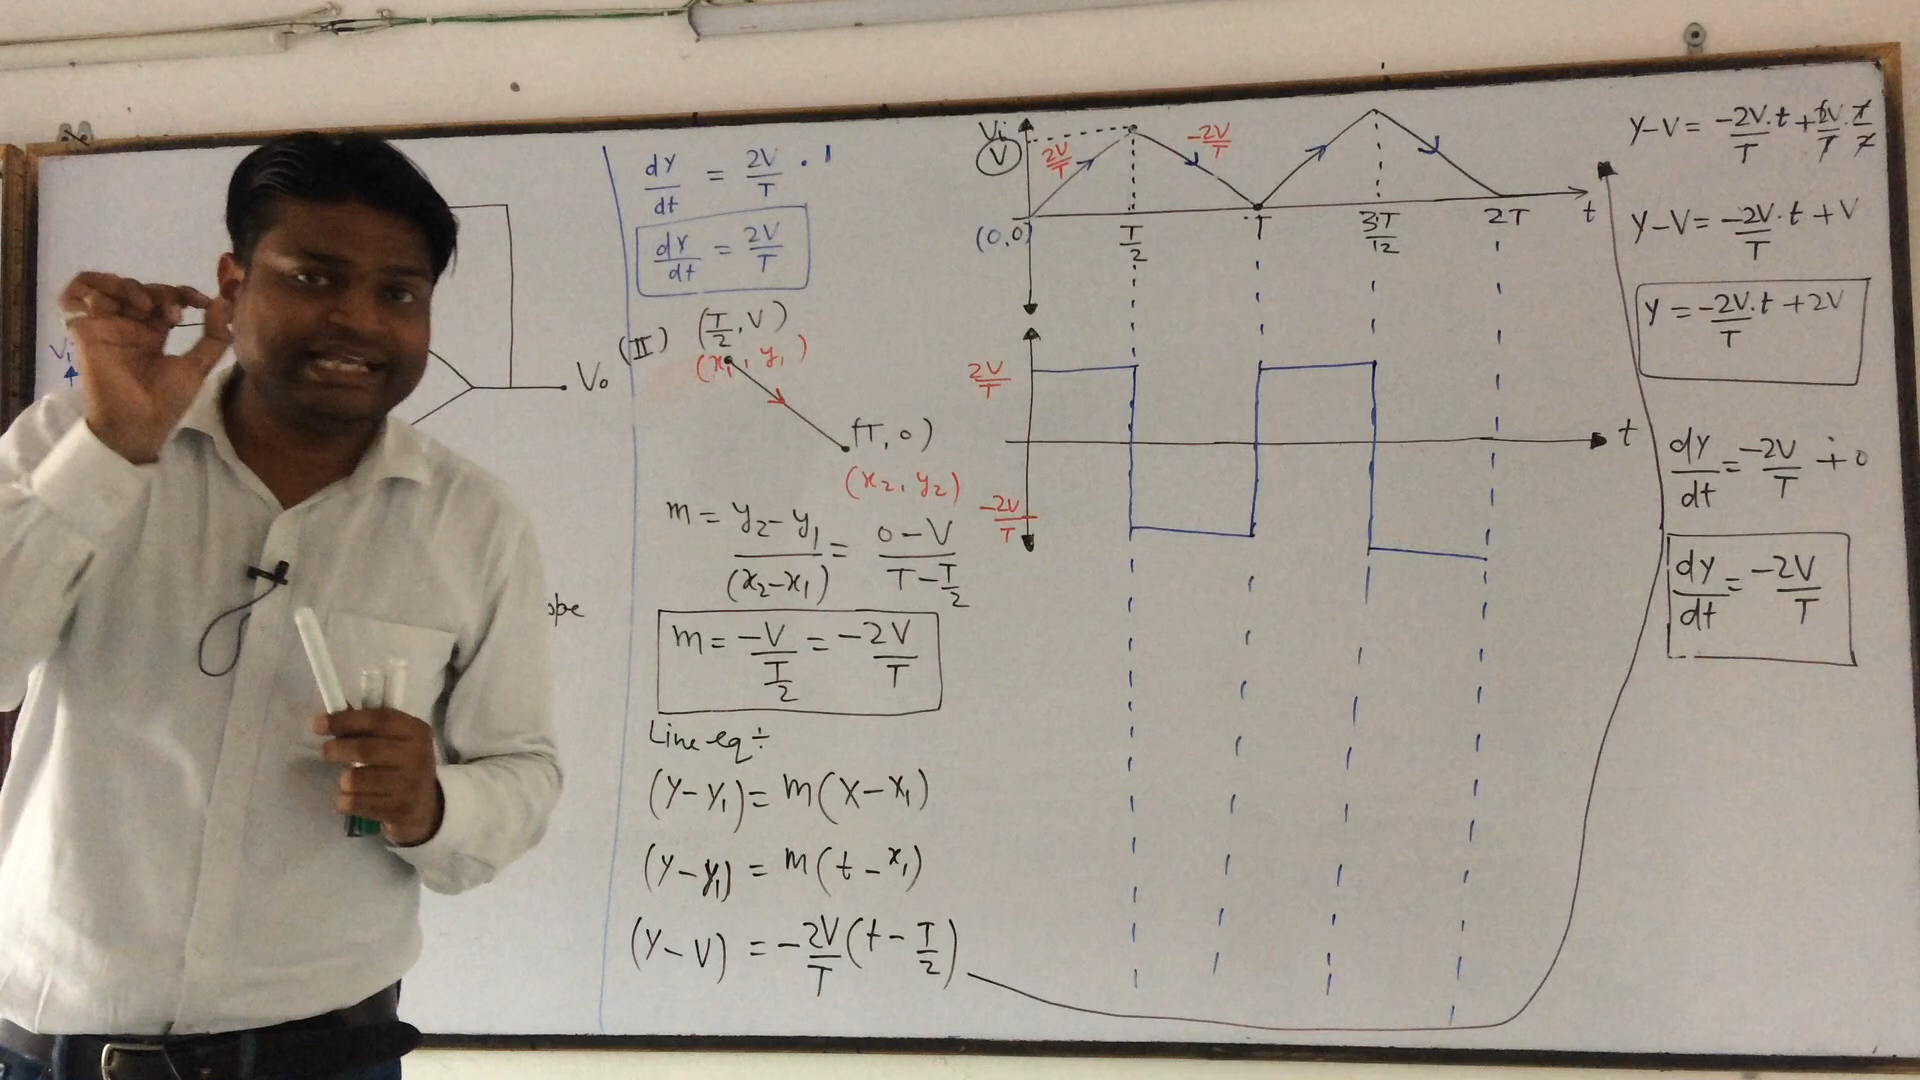 Vi
Vo
dy/dt = 2V/T . 1
dy/dt = 2V/T
(II) (T/2, V)
(x1, y1)
(T, 0)
(x2, y2)
m = y2-y1/(x2-x1) = 0-V/T-T/2
m = -V/T/2 = -2V/T
Line eq ÷
(y-y1) = m(x-x1)
(y-y1) = m(t-x1)
(y-V) = -2V/T (t-T/2)
Vi
V
2V/T
-2V/T
(0,0)
T/2
T
3T/12
2T
t
2V/T
t
-2V/T
y-V = -2V/T.t + 2V/T.T/2
y-V = -2V/T.t + V
y = -2V/T.t + 2V
dy/dt = -2V/T + 0
dy/dt = -2V/T